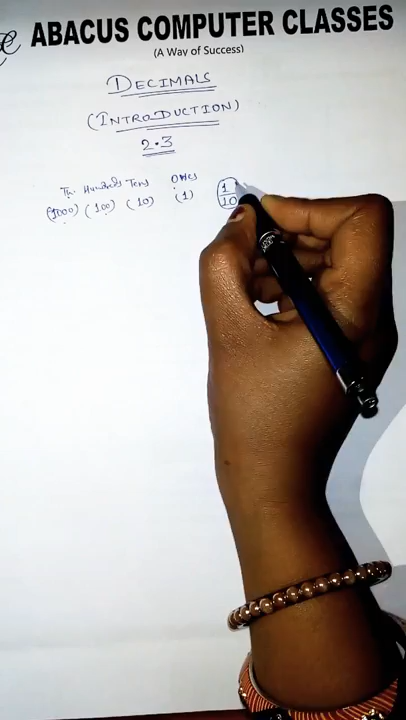 ABACUS COMPUTER CLASSES
(A Way of Success)
DECIMALS
(INTRODUCTION)
2.3
Th Hundreds Tens Ones
(1000) (100) (10) (1) 1/10